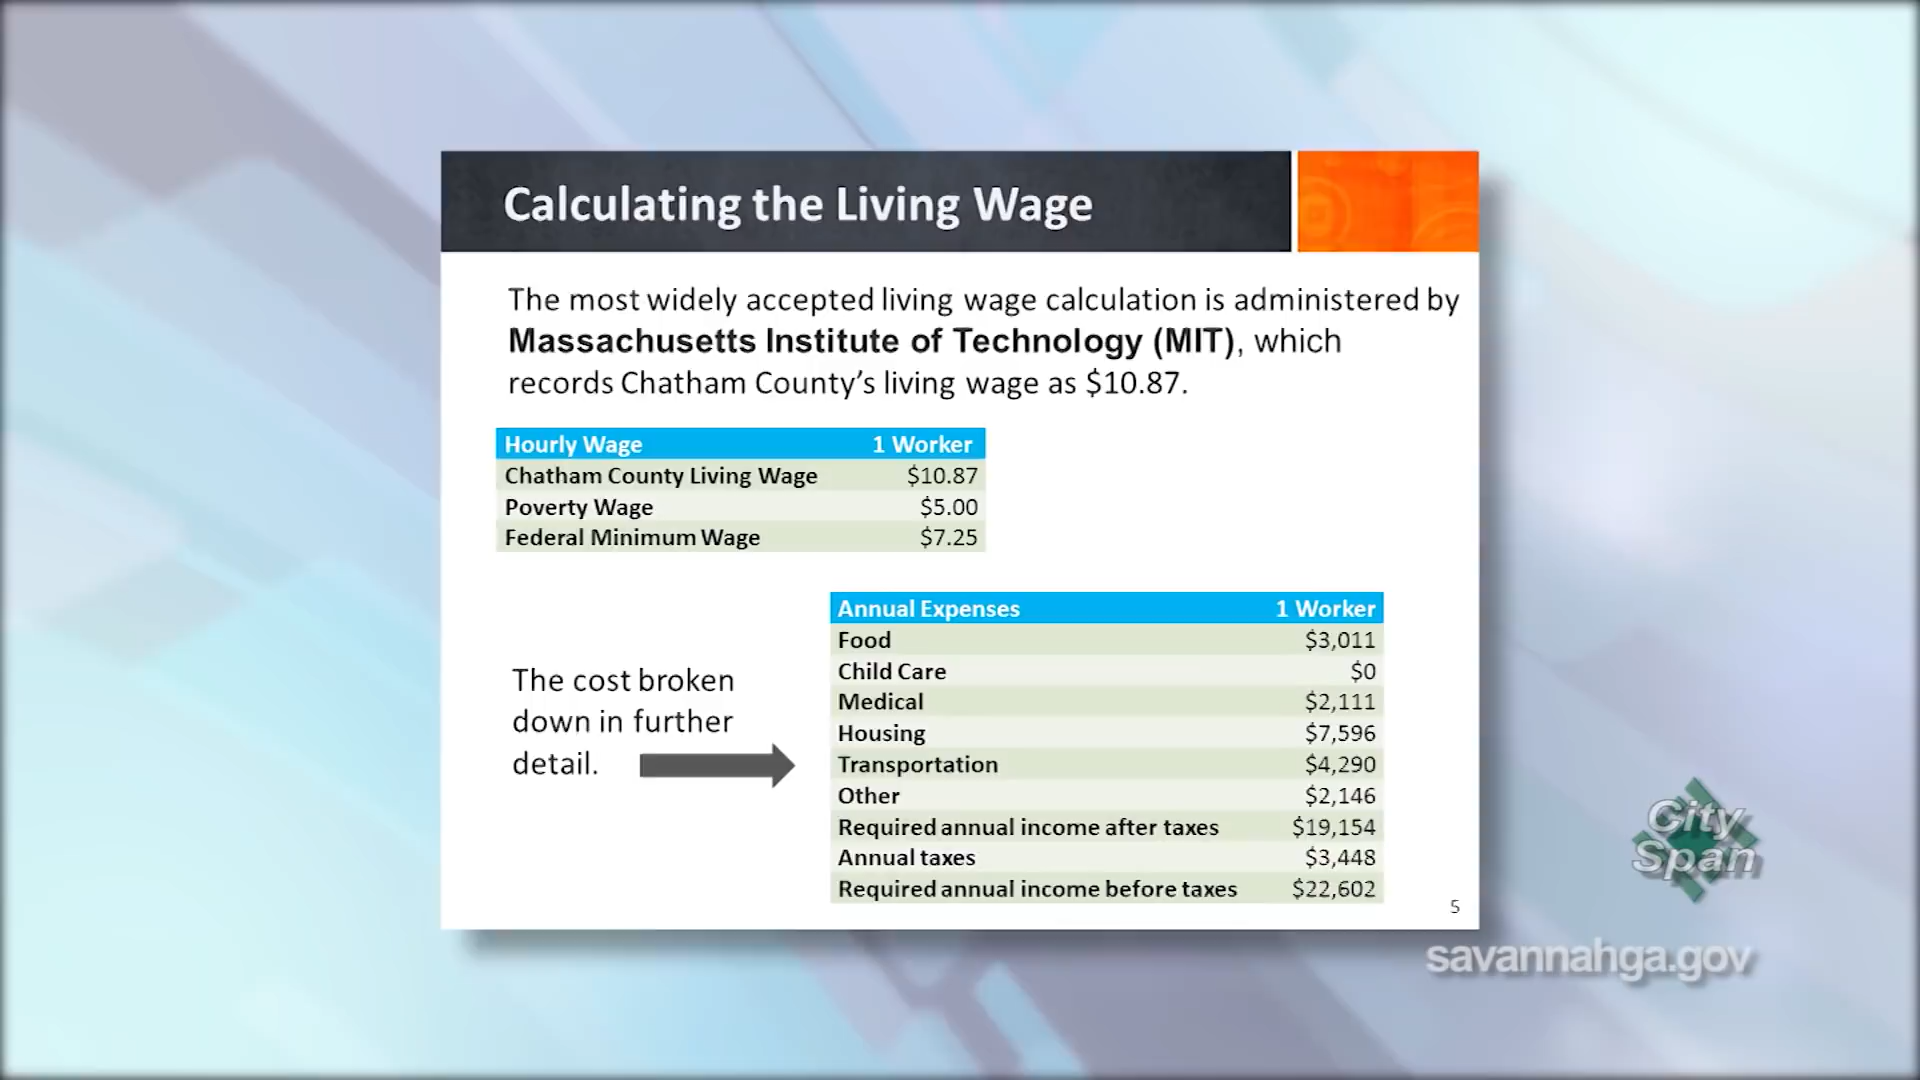 Calculating the Living Wage
The most widely accepted living wage calculation is administered by
Massachusetts Institute of Technology (MIT), which
records Chatham County’s living wage as $10.87.
Hourly Wage 1 Worker
Chatham County Living Wage $10.87
Poverty Wage $5.00
Federal Minimum Wage $7.25
The cost broken
down in further
detail.
Annual Expenses 1 Worker
Food $3,011
Child Care $0
Medical $2,111
Housing $7,596
Transportation $4,290
Other $2,146
Required annual income after taxes $19,154
Annual taxes $3,448
Required annual income before taxes $22,602
5
City
Span
savannahga.gov